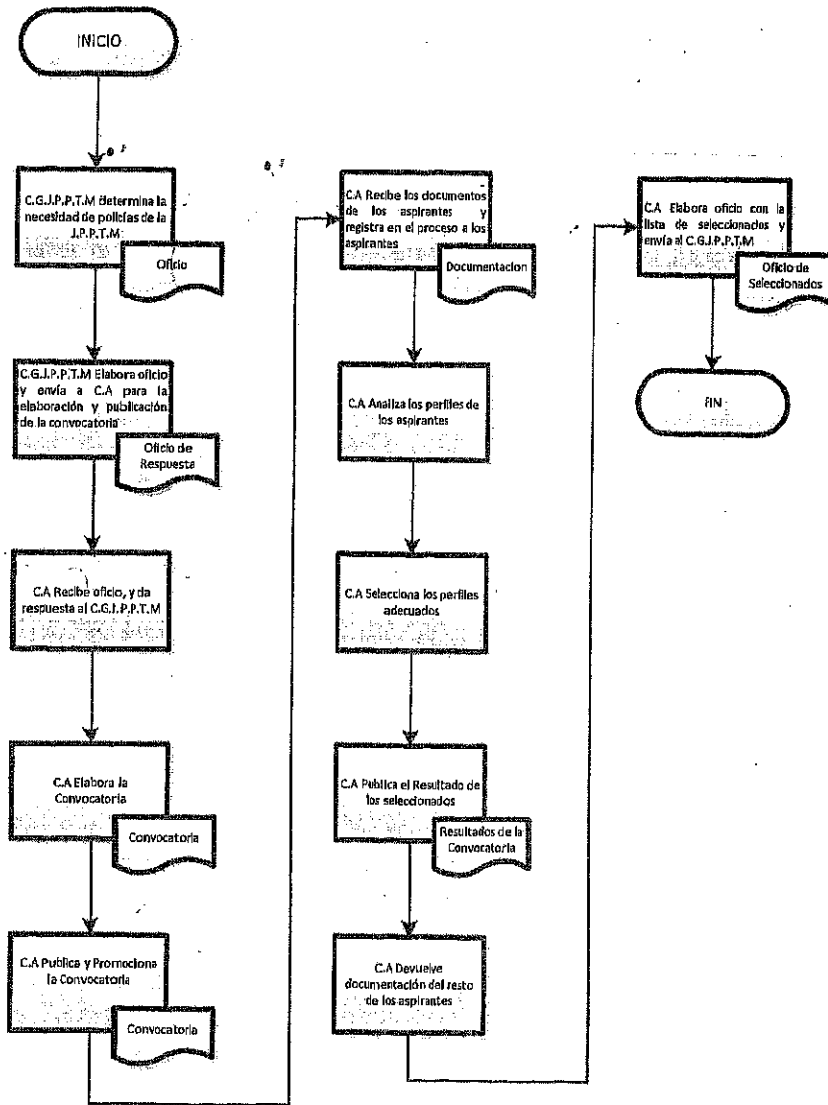 INICIO
C.G.J.P.P.T.M determina la
necesidad de policías de la
J.P.P.T.M
Oficio
C.G.J.P.P.T.M Elabora oficio
y envía a C.A para la
elaboración y publicación
de la convocatoria
Oficio de
Respuesta
C.A Recibe oficio, y da
respuesta al C.G.J.P.P.T.M
C.A Elabora la
Convocatoria
Convocatoria
C.A Publica y Promociona
la Convocatoria
Convocatoria
C.A Recibe los documentos
de los aspirantes y
registra en el proceso a los
aspirantes
Documentacion
C.A Analiza los perfiles de
los aspirantes
C.A Selecciona los perfiles
adecuados
C.A Publica el Resultado de
los seleccionados
Resultados de la
Convocatoria
C.A Devuelve
documentación del resto
de los aspirantes
C.A Elabora oficio con la
lista de seleccionados y
envía al C.G.J.P.P.T.M
Oficio de
Seleccionados
FIN